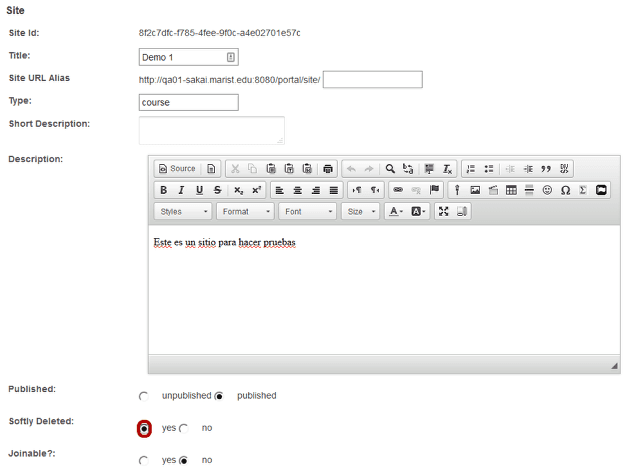 Site
Site Id: 8f2c7dfc-f785-4fee-9f0c-a4e02701e57c
Title: Demo 1
Site URL Alias http://qa01-sakai.marist.edu:8080/portal/site/
Type: course
Short Description:
Description:
Source
B I U S x₂ x²
Styles Format Font Size A A
Este es un sitio para hacer pruebas
Published: unpublished published
Softly Deleted: yes no
Joinable?: yes no